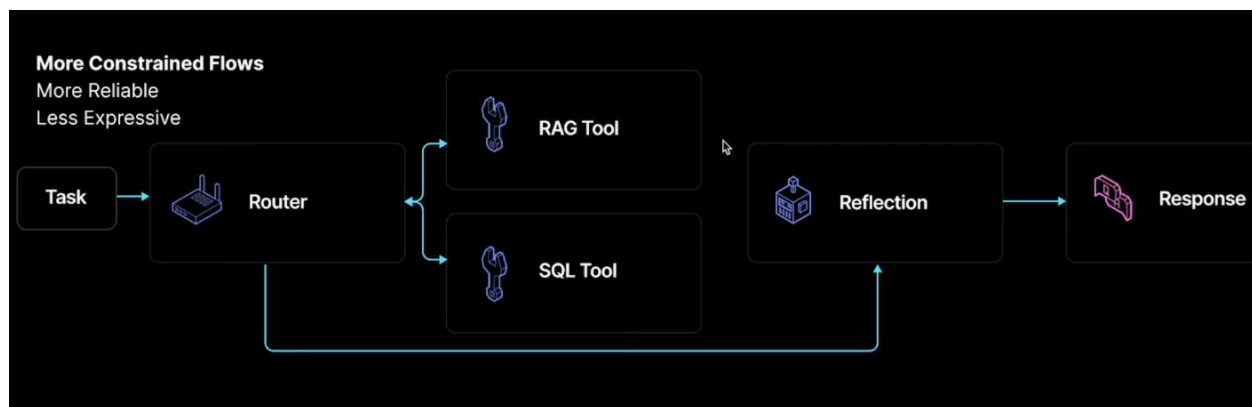 More Constrained Flows
More Reliable
Less Expressive
Task
Router
RAG Tool
SQL Tool
Reflection
Response